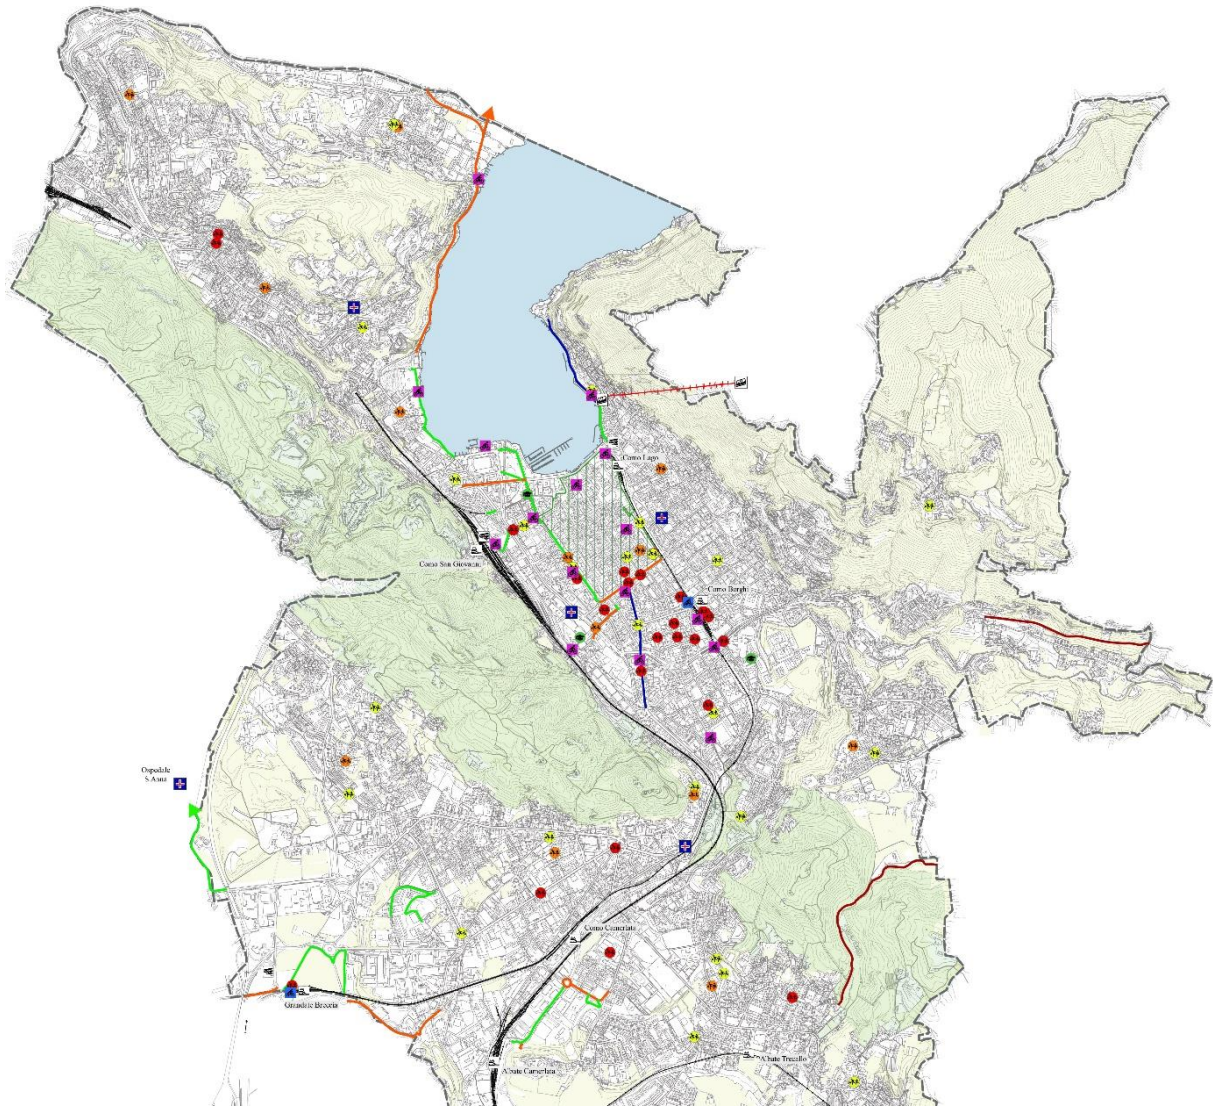 Como Lago
Como San Giovanni
Como Borghi
Ospedale
S.Anna
Como Camerlata
Grandate Breccia
Albate Camerlata
Albate Trecallo